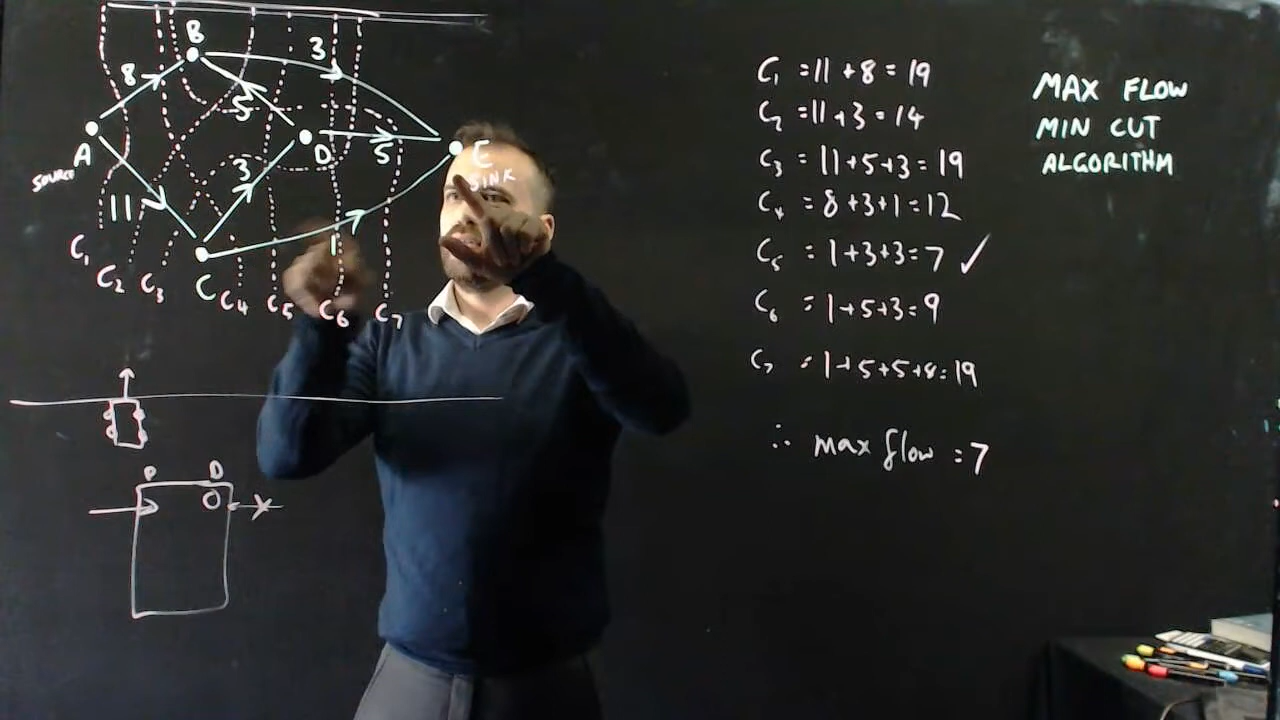 B
3
8
5
D
5
E
SINK
A
SOURCE
3
11
1
C
C₁
C₂
C₃
C₄
C₅
C₆
C₇
P D
O
C₁ = 11 + 8 = 19
C₂ = 11 + 3 = 14
C₃ = 11 + 5 + 3 = 19
C₄ = 8 + 3 + 1 = 12
C₅ = 1 + 3 + 3 = 7 ✓
C₆ = 1 + 5 + 3 = 9
C₇ = 1 + 5 + 5 + 8 = 19
∴ max flow = 7
MAX FLOW
MIN CUT
ALGORITHM